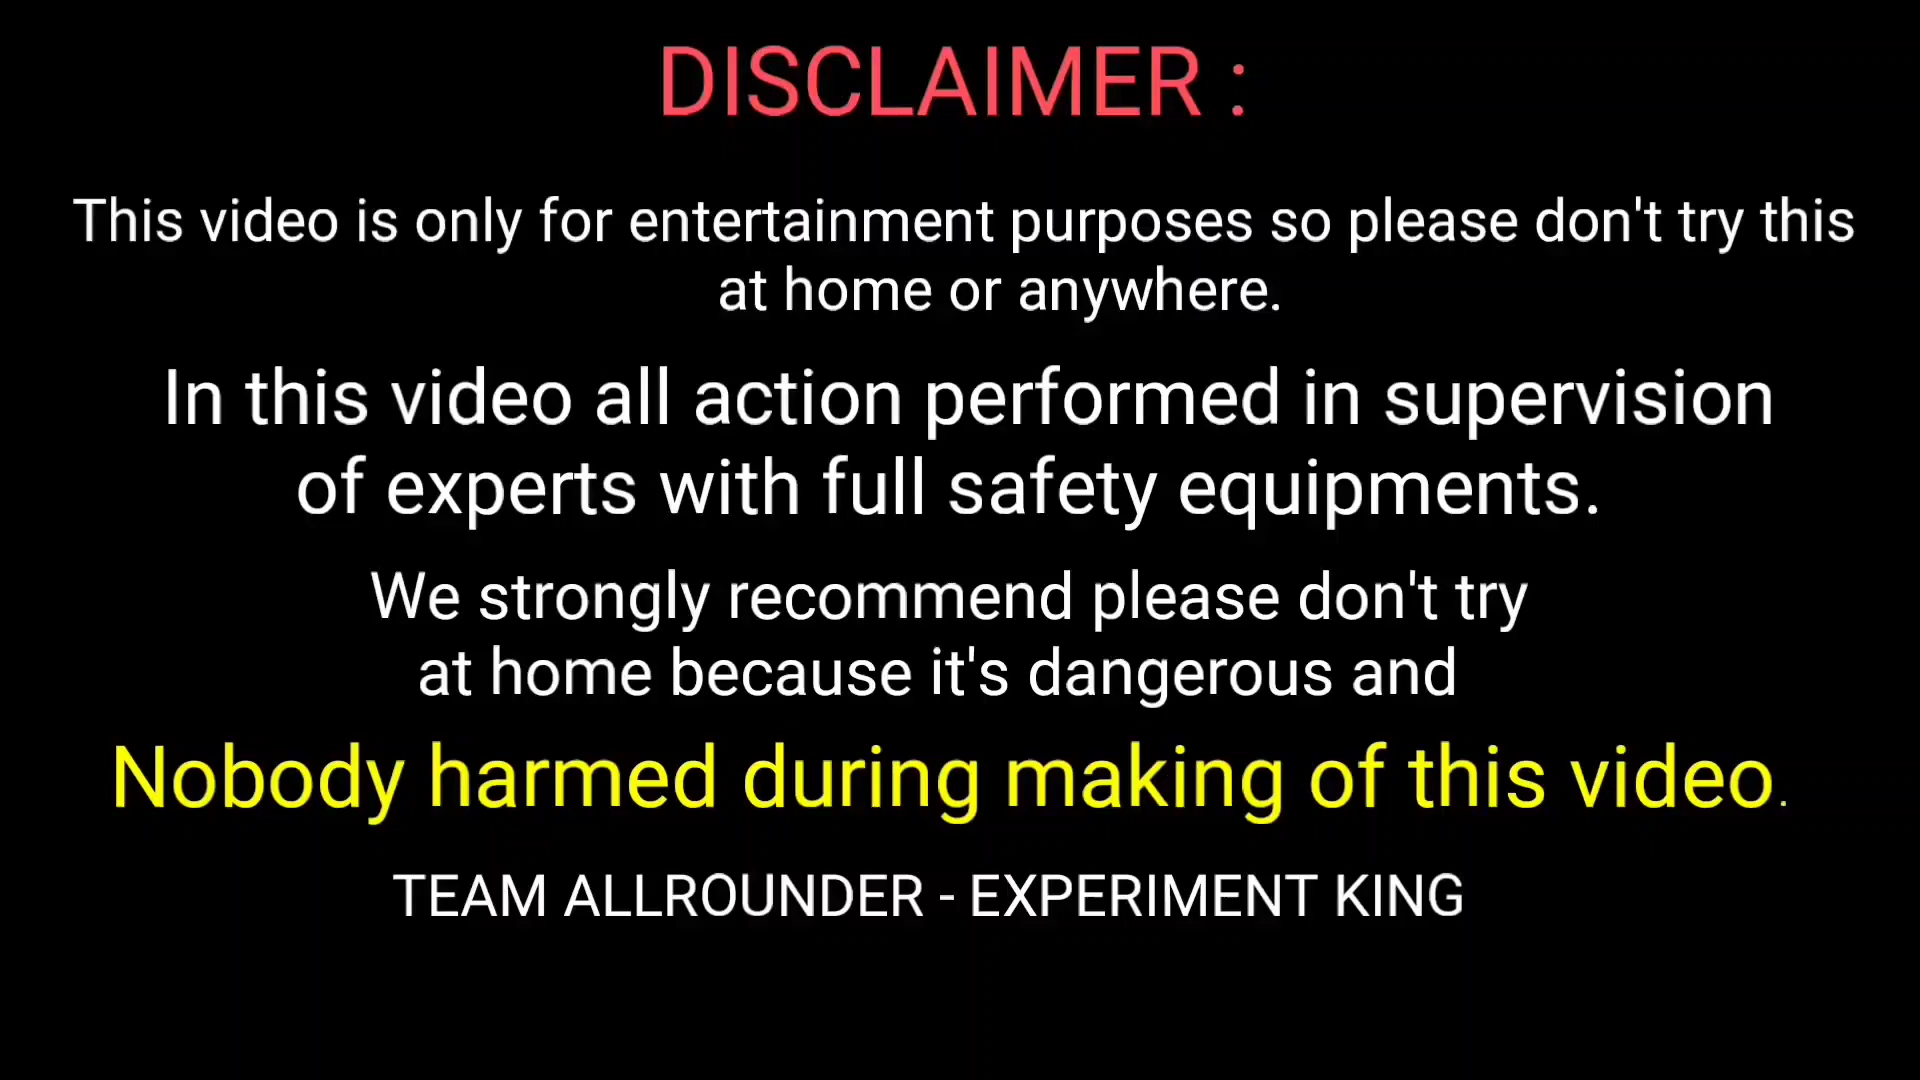 DISCLAIMER :
This video is only for entertainment purposes so please don't try this
at home or anywhere.
In this video all action performed in supervision
of experts with full safety equipments.
We strongly recommend please don't try
at home because it's dangerous and
Nobody harmed during making of this video.
TEAM ALLROUNDER - EXPERIMENT KING